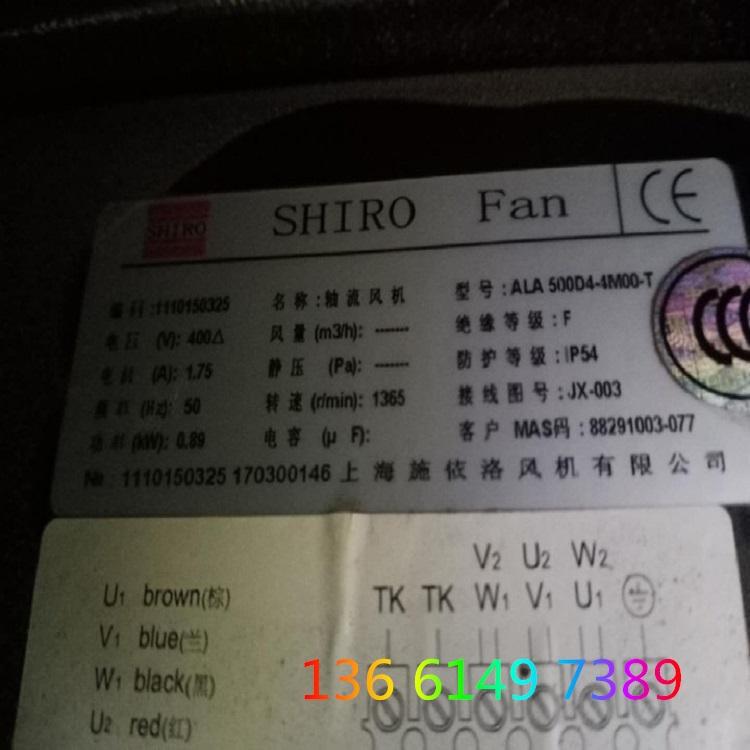 SHIRO SHIRO Fan CE
编码:1110150325 名称:轴流风机 型号:ALA 500D4-4M00-T
电压 (V): 400△ 风量 (m3/h): ------ 绝缘等级:F
电流 (A): 1.75 静压 (Pa): ------ 防护等级:IP54
频率 (Hz): 50 转速 (r/min): 1365 接线图号:JX-003
功率 (kW): 0.89 电容 (μ F): 客户 MAS码:88291003-077
№ 1110150325 170300146 上海施依洛风机有限公司
V2 U2 W2
U1 brown(棕) TK TK W1 V1 U1
V1 blue(兰)
W1 black(黑)
136 6149 7389
U2 red(红)